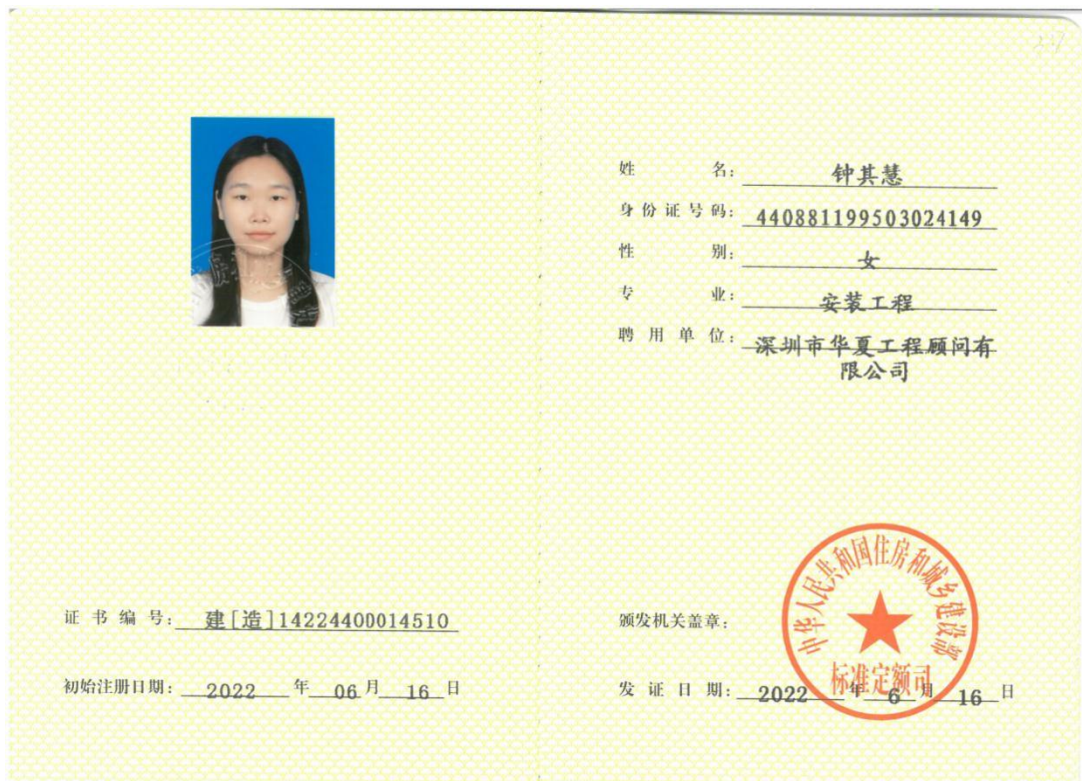 姓 名: 钟其慧
身份证号码: 440881199503024149
性 别: 女
专 业: 安装工程
聘用单位: 深圳市华夏工程顾问有
限公司
证书编号: 建[造]14224400014510
初始注册日期: 2022 年 06 月 16 日
颁发机关盖章:
中华人民共和国住房和城乡建设部
标准定额司
发证日期: 2022 年 6 月 16 日